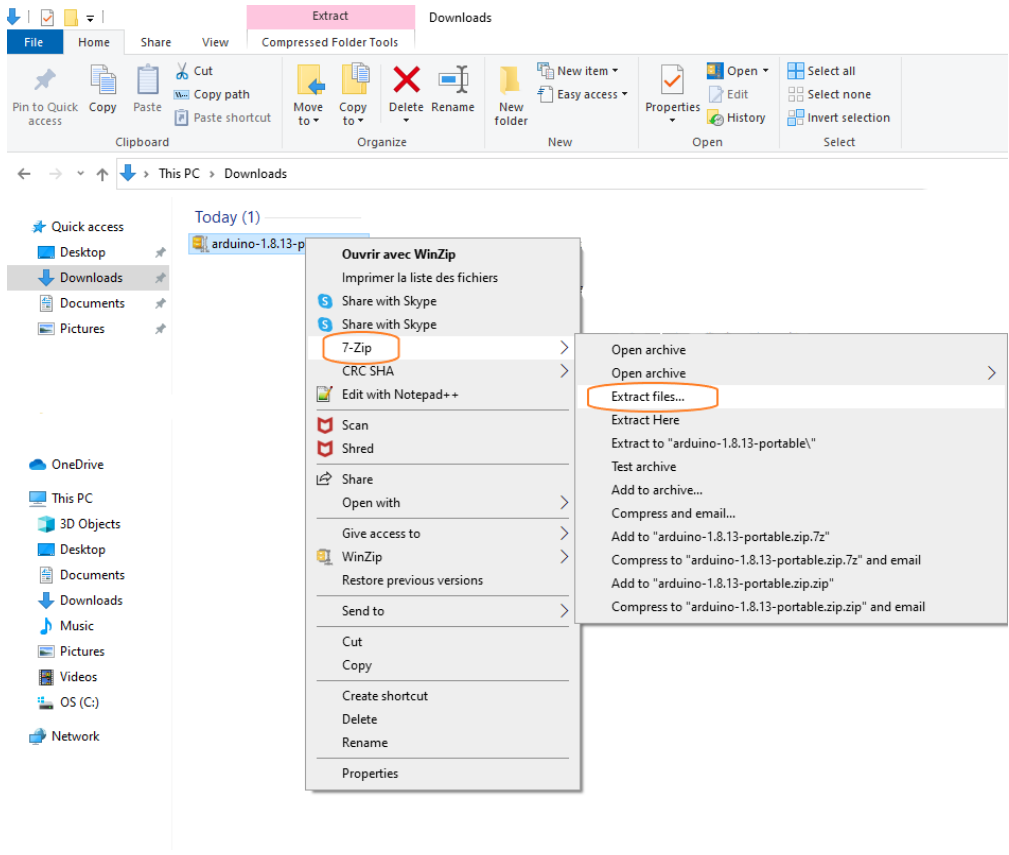 Extract
Downloads
File
Home
Share
View
Compressed Folder Tools
Pin to Quick
access
Copy
Paste
Cut
Copy path
Paste shortcut
Clipboard
Move
to
Copy
to
Delete
Rename
Organize
New
folder
New item
Easy access
New
Properties
Open
Edit
History
Open
Select all
Select none
Invert selection
Select
This PC > Downloads
Quick access
Desktop
Downloads
Documents
Pictures
OneDrive
This PC
3D Objects
Desktop
Documents
Downloads
Music
Pictures
Videos
OS (C:)
Network
Today (1)
arduino-1.8.13-p
Ouvrir avec WinZip
Imprimer la liste des fichiers
Share with Skype
Share with Skype
7-Zip
CRC SHA
Edit with Notepad++
Scan
Shred
Share
Open with
Give access to
WinZip
Restore previous versions
Send to
Cut
Copy
Create shortcut
Delete
Rename
Properties
Open archive
Open archive
Extract files...
Extract Here
Extract to "arduino-1.8.13-portable\"
Test archive
Add to archive...
Compress and email...
Add to "arduino-1.8.13-portable.zip.7z"
Compress to "arduino-1.8.13-portable.zip.7z" and email
Add to "arduino-1.8.13-portable.zip.zip"
Compress to "arduino-1.8.13-portable.zip.zip" and email